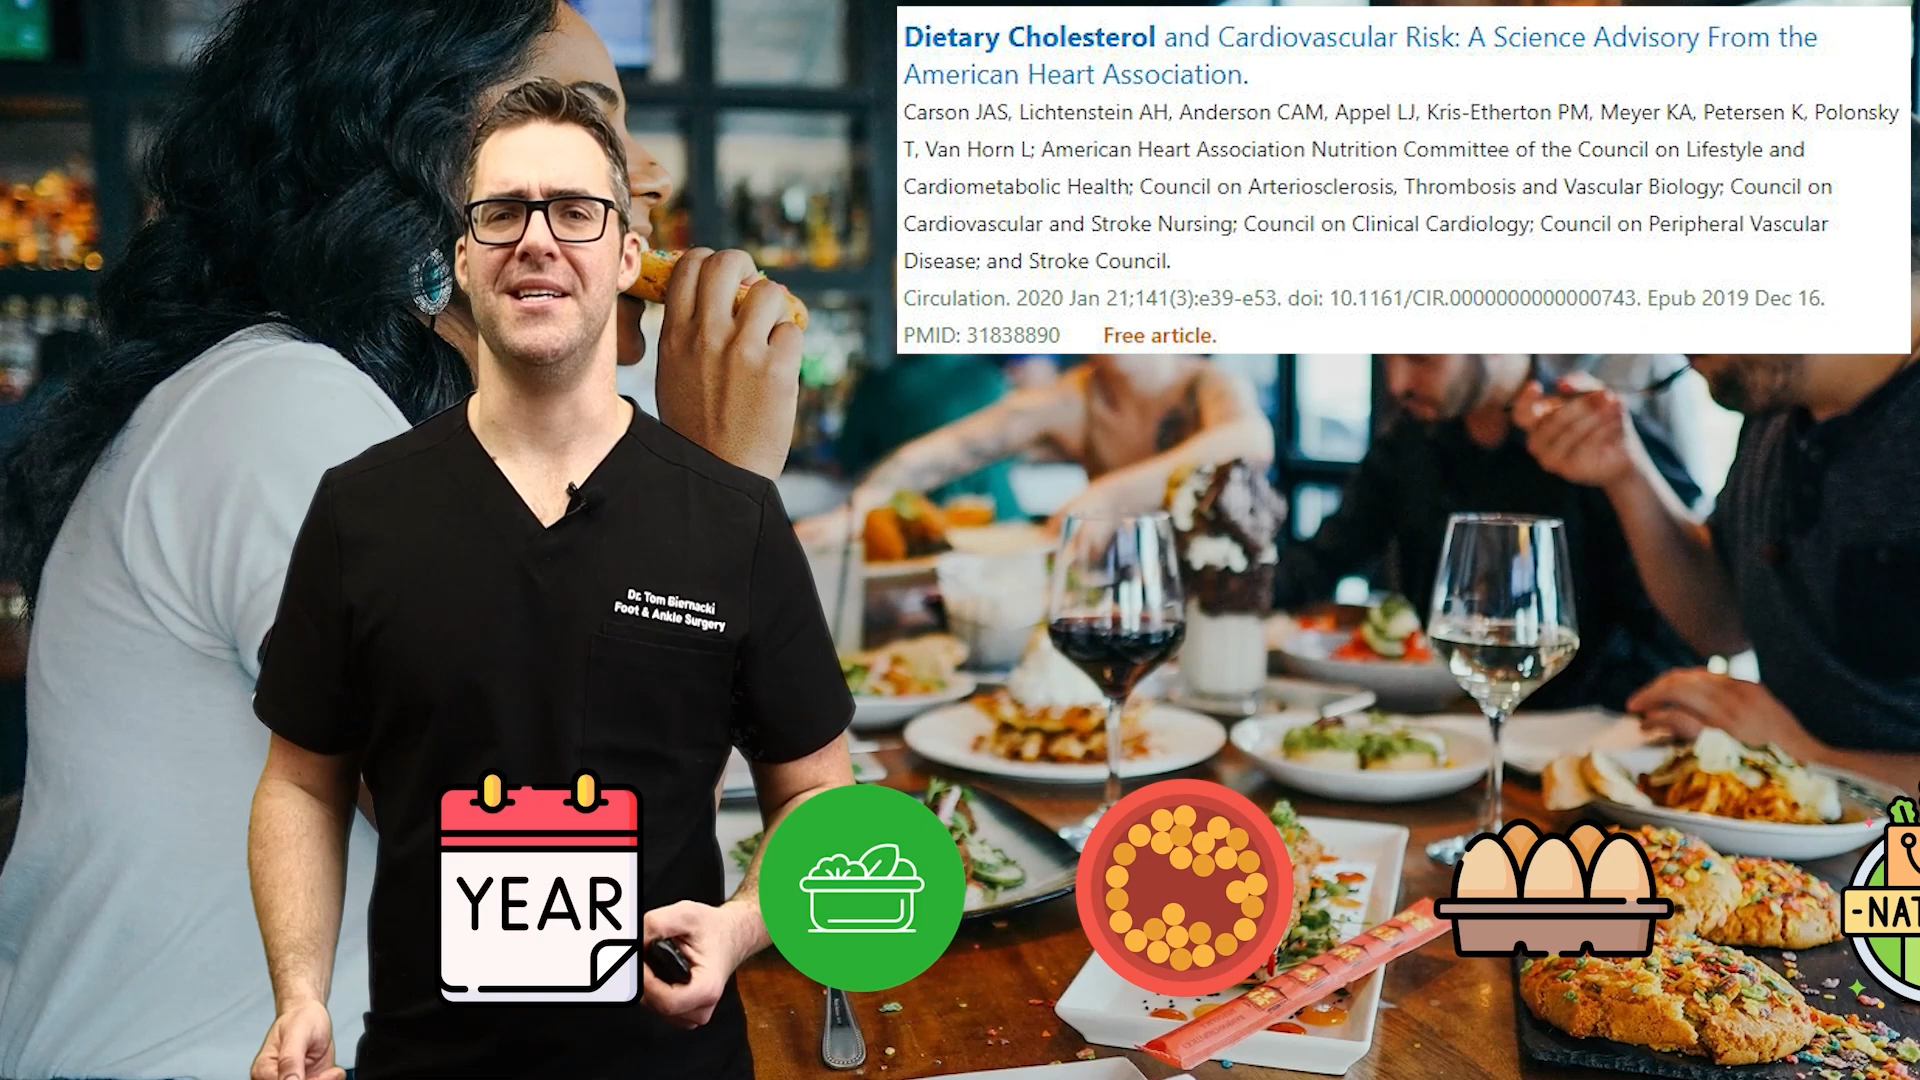 Dietary Cholesterol and Cardiovascular Risk: A Science Advisory From the
American Heart Association.
Carson JAS, Lichtenstein AH, Anderson CAM, Appel LJ, Kris-Etherton PM, Meyer KA, Petersen K, Polonsky
T, Van Horn L; American Heart Association Nutrition Committee of the Council on Lifestyle and
Cardiometabolic Health; Council on Arteriosclerosis, Thrombosis and Vascular Biology; Council on
Cardiovascular and Stroke Nursing; Council on Clinical Cardiology; Council on Peripheral Vascular
Disease; and Stroke Council.
Circulation. 2020 Jan 21;141(3):e39-e53. doi: 10.1161/CIR.0000000000000743. Epub 2019 Dec 16.
PMID: 31838890 Free article.
Dr. Tom Biernacki
Foot & Ankle Surgery
YEAR
-NAT